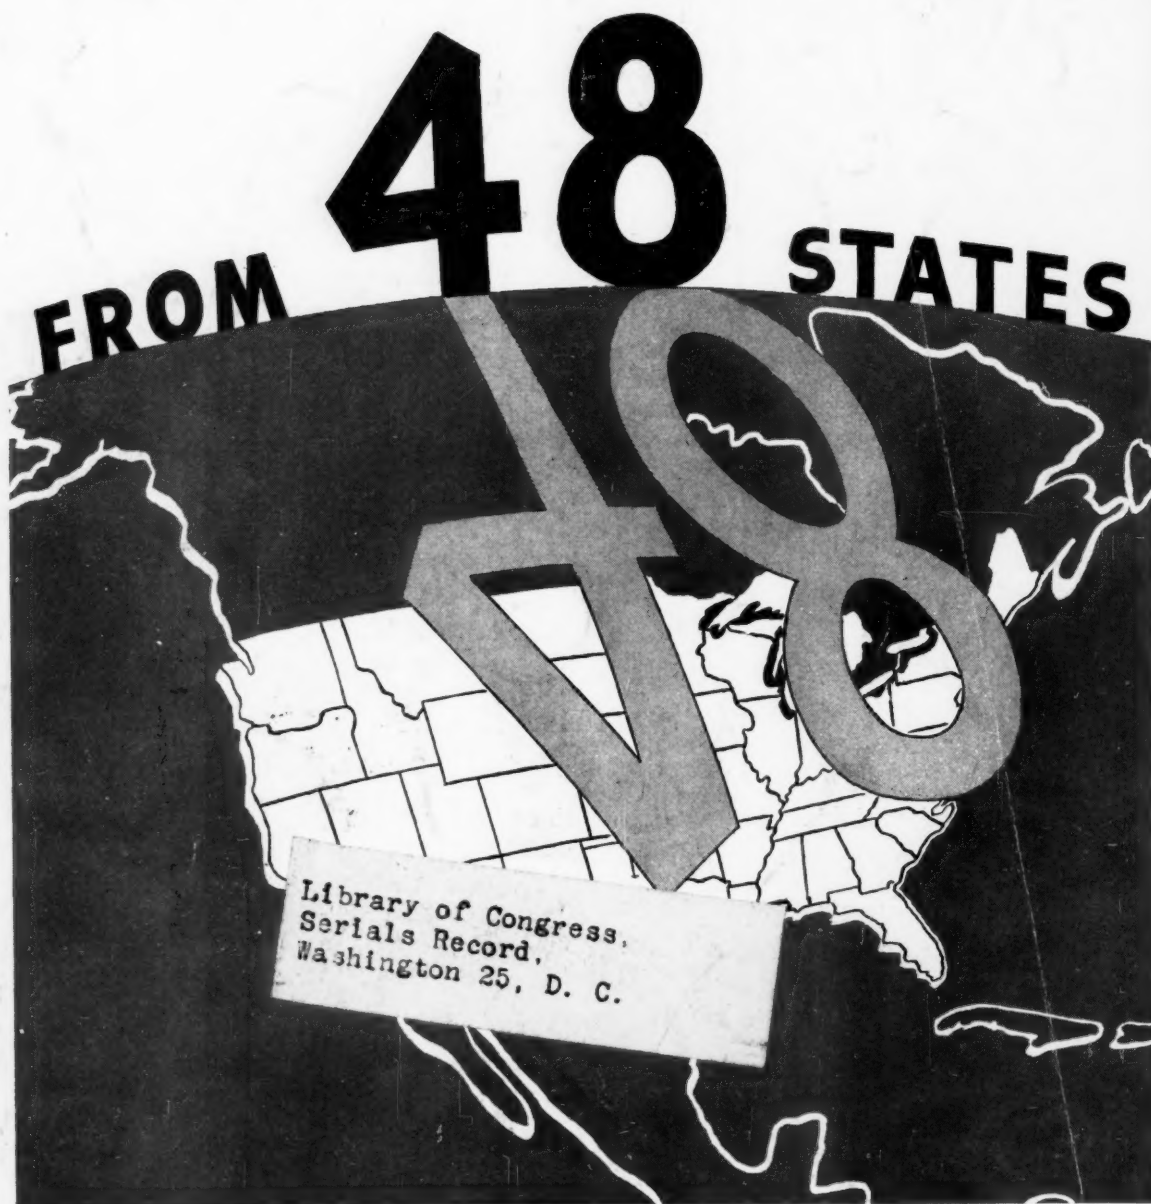 FROM 48 STATES
48
Library of Congress,
Serials Record,
Washington 25, D. C.